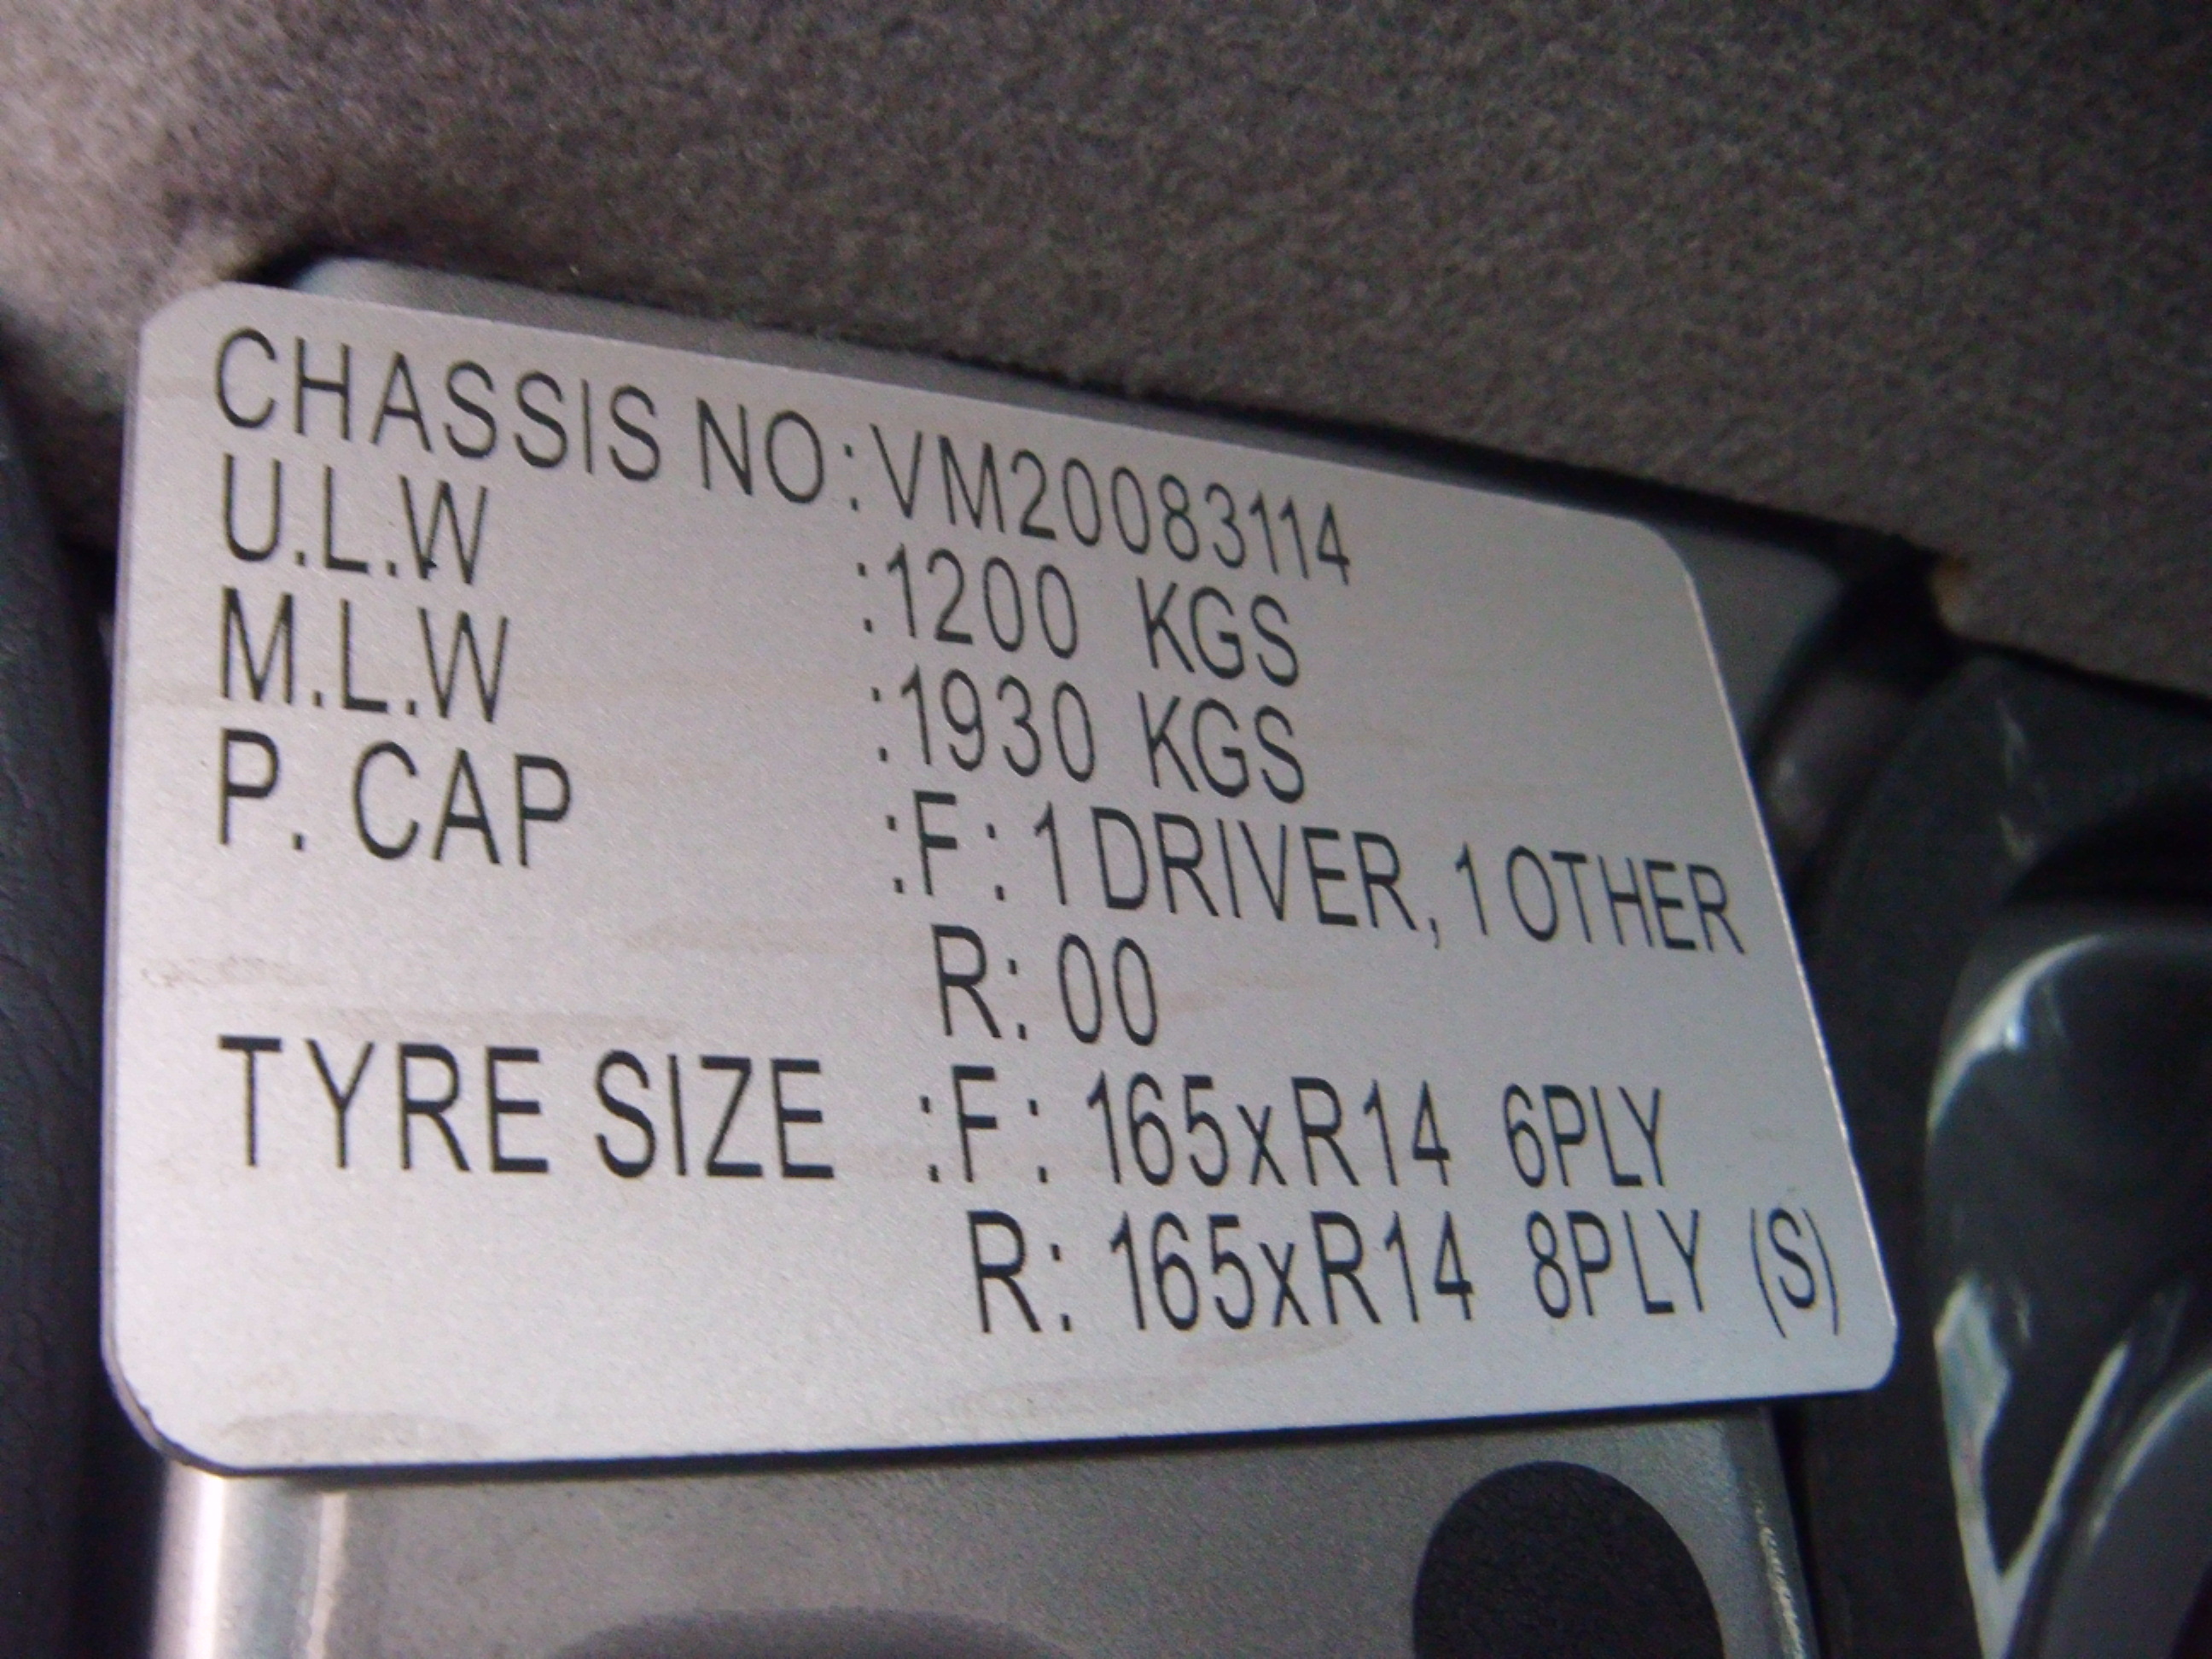 CHASSIS NO:VM20083114
U.L.W :1200 KGS
M.L.W :1930 KGS
P. CAP :F: 1 DRIVER, 1 OTHER
R: 00
TYRE SIZE :F: 165xR14 6PLY
R: 165xR14 8PLY (S)